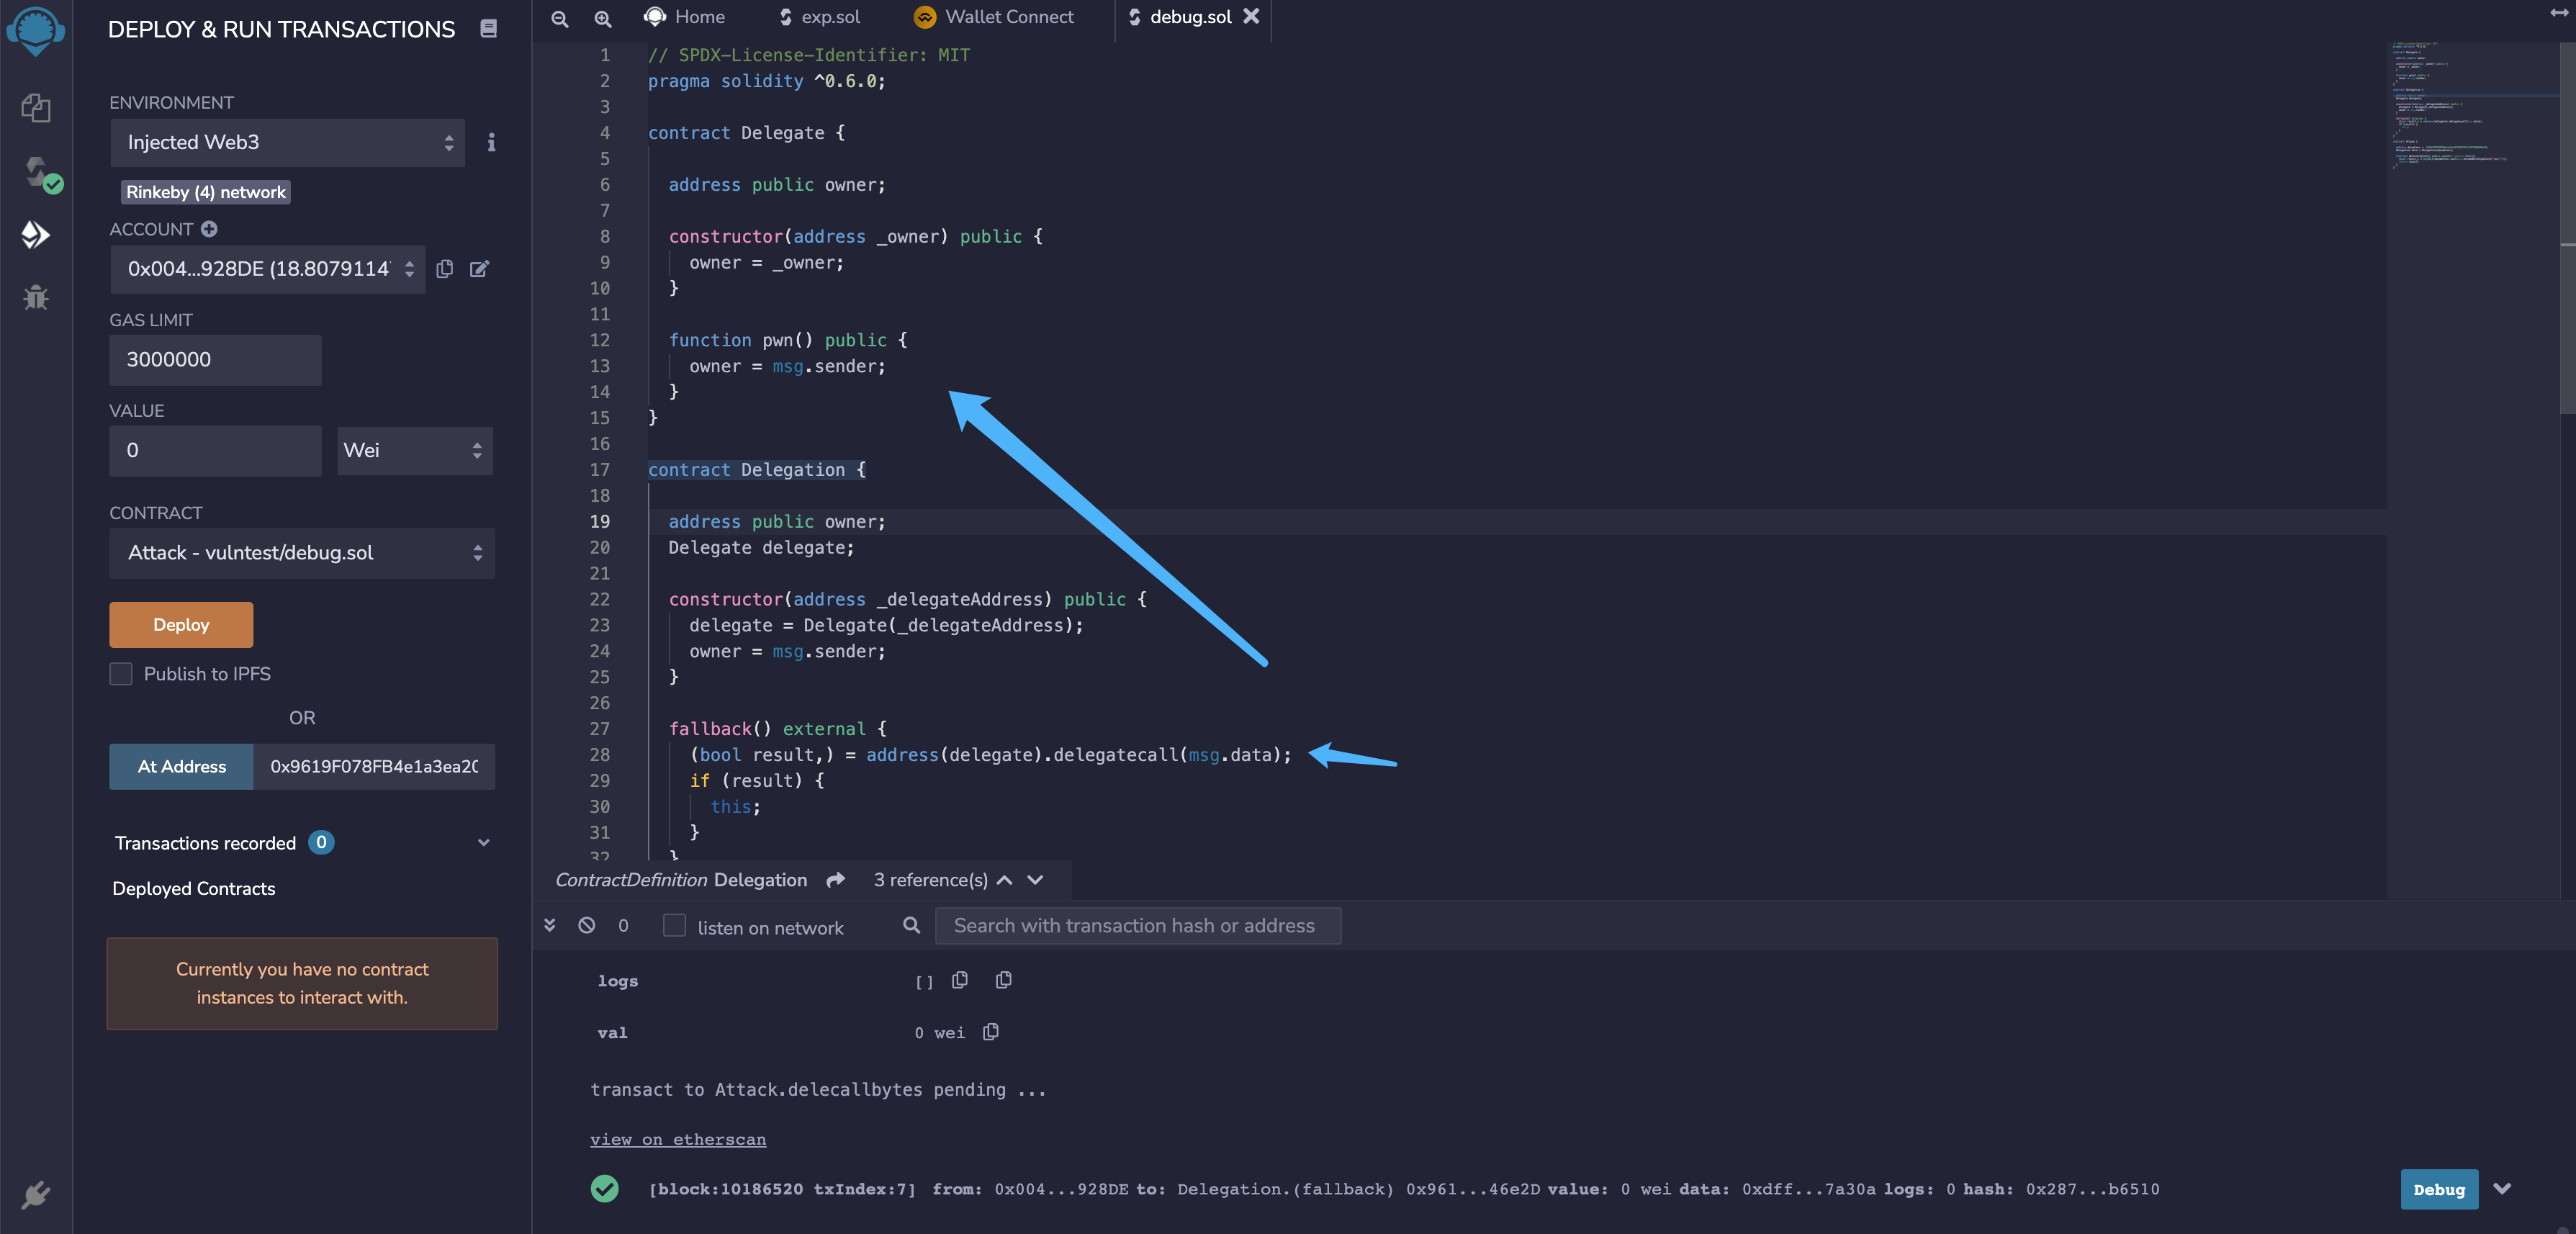 DEPLOY & RUN TRANSACTIONS
ENVIRONMENT
Injected Web3
Rinkeby (4) network
ACCOUNT
0x004...928DE (18.8079114
GAS LIMIT
3000000
VALUE
0
Wei
CONTRACT
Attack - vulntest/debug.sol
Deploy
Publish to IPFS
OR
At Address
0x9619F078FB4e1a3ea2
Transactions recorded 0
Deployed Contracts
Currently you have no contract
instances to interact with.
Home
exp.sol
Wallet Connect
debug.sol
1 // SPDX-License-Identifier: MIT
2 pragma solidity ^0.6.0;
3
4 contract Delegate {
5
6 address public owner;
7
8 constructor(address _owner) public {
9 owner = _owner;
10 }
11
12 function pwn() public {
13 owner = msg.sender;
14 }
15 }
16
17 contract Delegation {
18
19 address public owner;
20 Delegate delegate;
21
22 constructor(address _delegateAddress) public {
23 delegate = Delegate(_delegateAddress);
24 owner = msg.sender;
25 }
26
27 fallback() external {
28 (bool result,) = address(delegate).delegatecall(msg.data);
29 if (result) {
30 this;
31 }
32 }
ContractDefinition Delegation 3 reference(s)
0
listen on network
Search with transaction hash or address
logs []
val 0 wei
transact to Attack.delecallbytes pending ...
view on etherscan
[block:10186520 txIndex:7] from: 0x004...928DE to: Delegation.(fallback) 0x961...46e2D value: 0 wei data: 0xdff...7a30a logs: 0 hash: 0x287...b6510
Debug